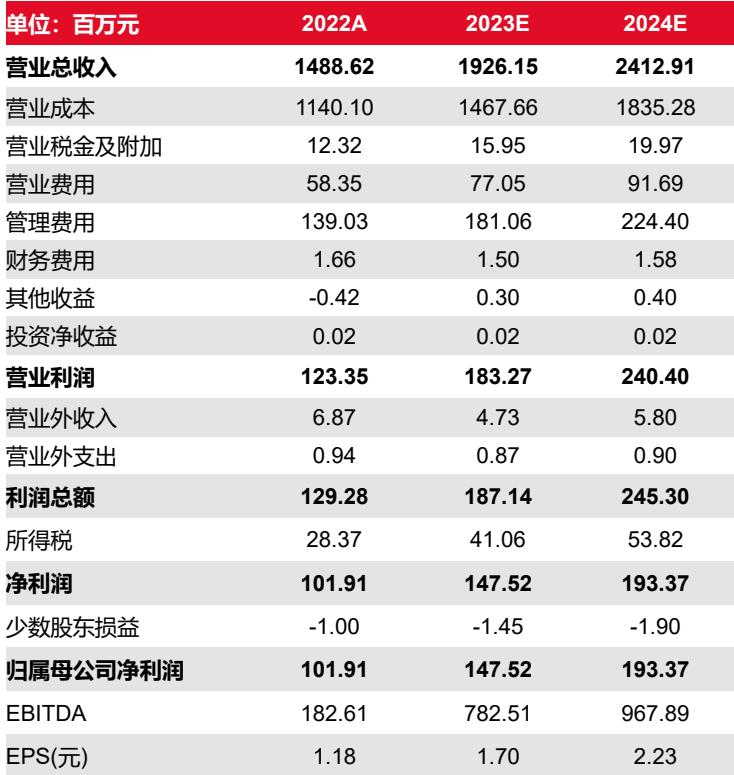 单位：百万元 2022A 2023E 2024E
营业总收入 1488.62 1926.15 2412.91
营业成本 1140.10 1467.66 1835.28
营业税金及附加 12.32 15.95 19.97
营业费用 58.35 77.05 91.69
管理费用 139.03 181.06 224.40
财务费用 1.66 1.50 1.58
其他收益 -0.42 0.30 0.40
投资净收益 0.02 0.02 0.02
营业利润 123.35 183.27 240.40
营业外收入 6.87 4.73 5.80
营业外支出 0.94 0.87 0.90
利润总额 129.28 187.14 245.30
所得税 28.37 41.06 53.82
净利润 101.91 147.52 193.37
少数股东损益 -1.00 -1.45 -1.90
归属母公司净利润 101.91 147.52 193.37
EBITDA 182.61 782.51 967.89
EPS(元) 1.18 1.70 2.23